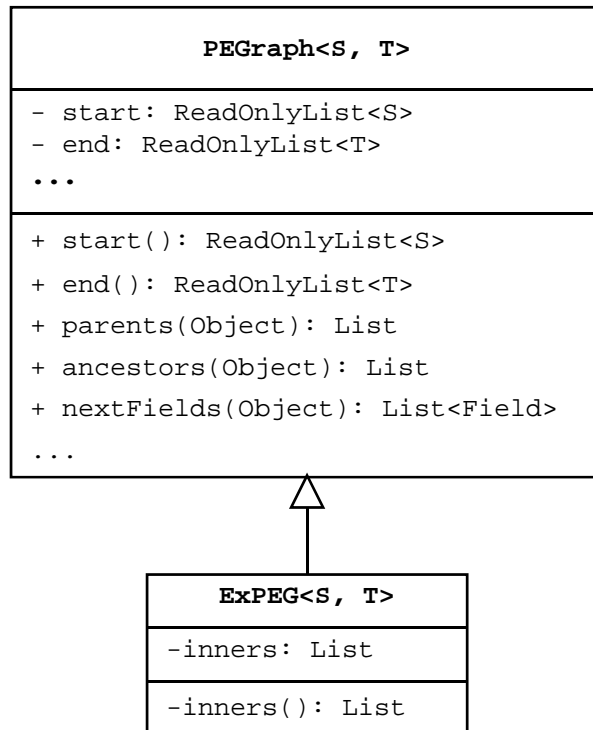 PEGraph<S, T>
- start: ReadOnlyList<S>
- end: ReadOnlyList<T>
...
+ start(): ReadOnlyList<S>
+ end(): ReadOnlyList<T>
+ parents(Object): List
+ ancestors(Object): List
+ nextFields(Object): List<Field>
...
ExPEG<S, T>
-inners: List
-inners(): List